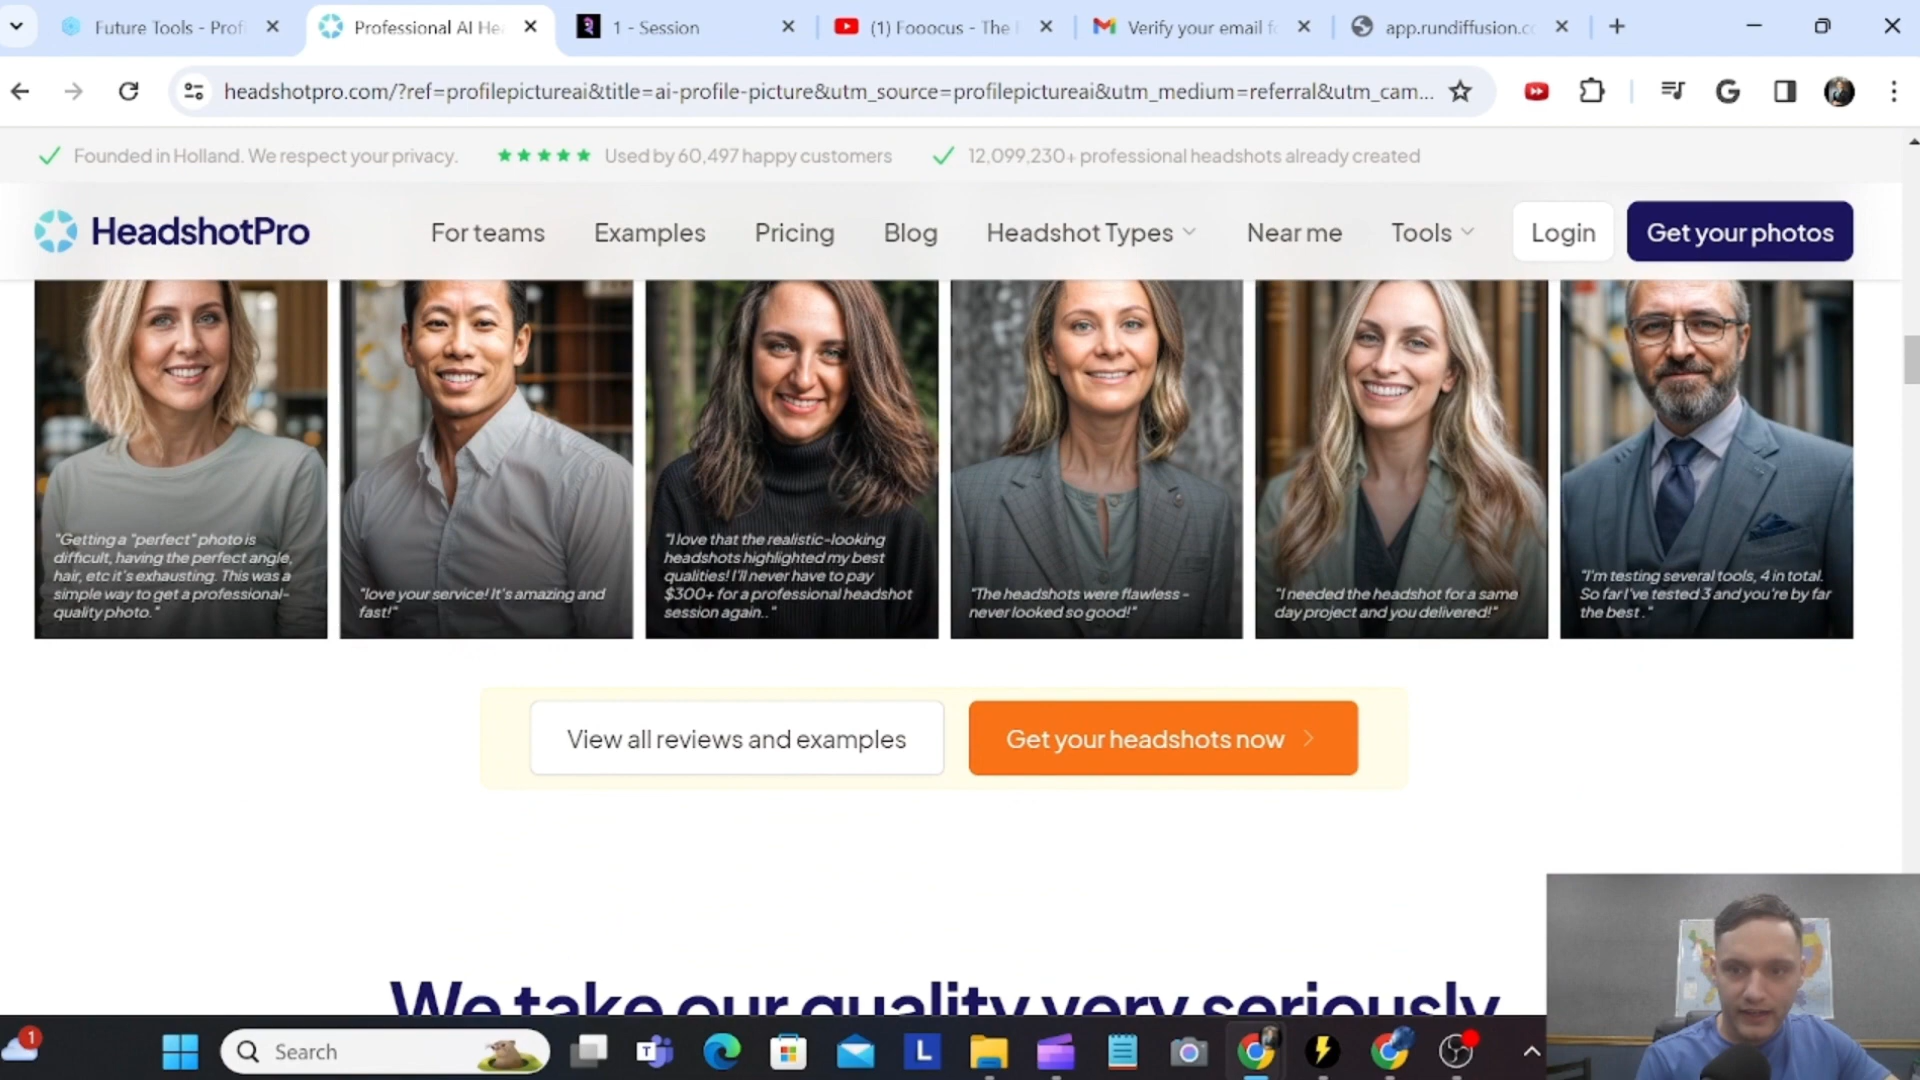 Future Tools - Prof
Professional AI He
1 - Session
(1) Fooocus - The
Verify your email f
app.rundiffusion.c
headshotpro.com/?ref=profilepictureai&title=ai-profile-picture&utm_source=profilepictureai&utm_medium=referral&utm_cam...
Founded in Holland. We respect your privacy.
Used by 60,497 happy customers
12,099,230+ professional headshots already created
HeadshotPro
For teams
Examples
Pricing
Blog
Headshot Types
Near me
Tools
Login
Get your photos
"Getting a "perfect" photo is
difficult, having the perfect angle,
hair, etc it's exhausting. This was a
simple way to get a professional-
quality photo."
"love your service! It's amazing and
fast!"
"I love that the realistic-looking
headshots highlighted my best
qualities! I'll never have to pay
$300+ for a professional headshot
session again.."
"The headshots were flawless -
never looked so good!"
"I needed the headshot for a same
day project and you delivered!"
"I'm testing several tools, 4 in total.
So far I've tested 3 and you're by far
the best ."
View all reviews and examples
Get your headshots now
We take our quality very seriously
1
Search
T
L